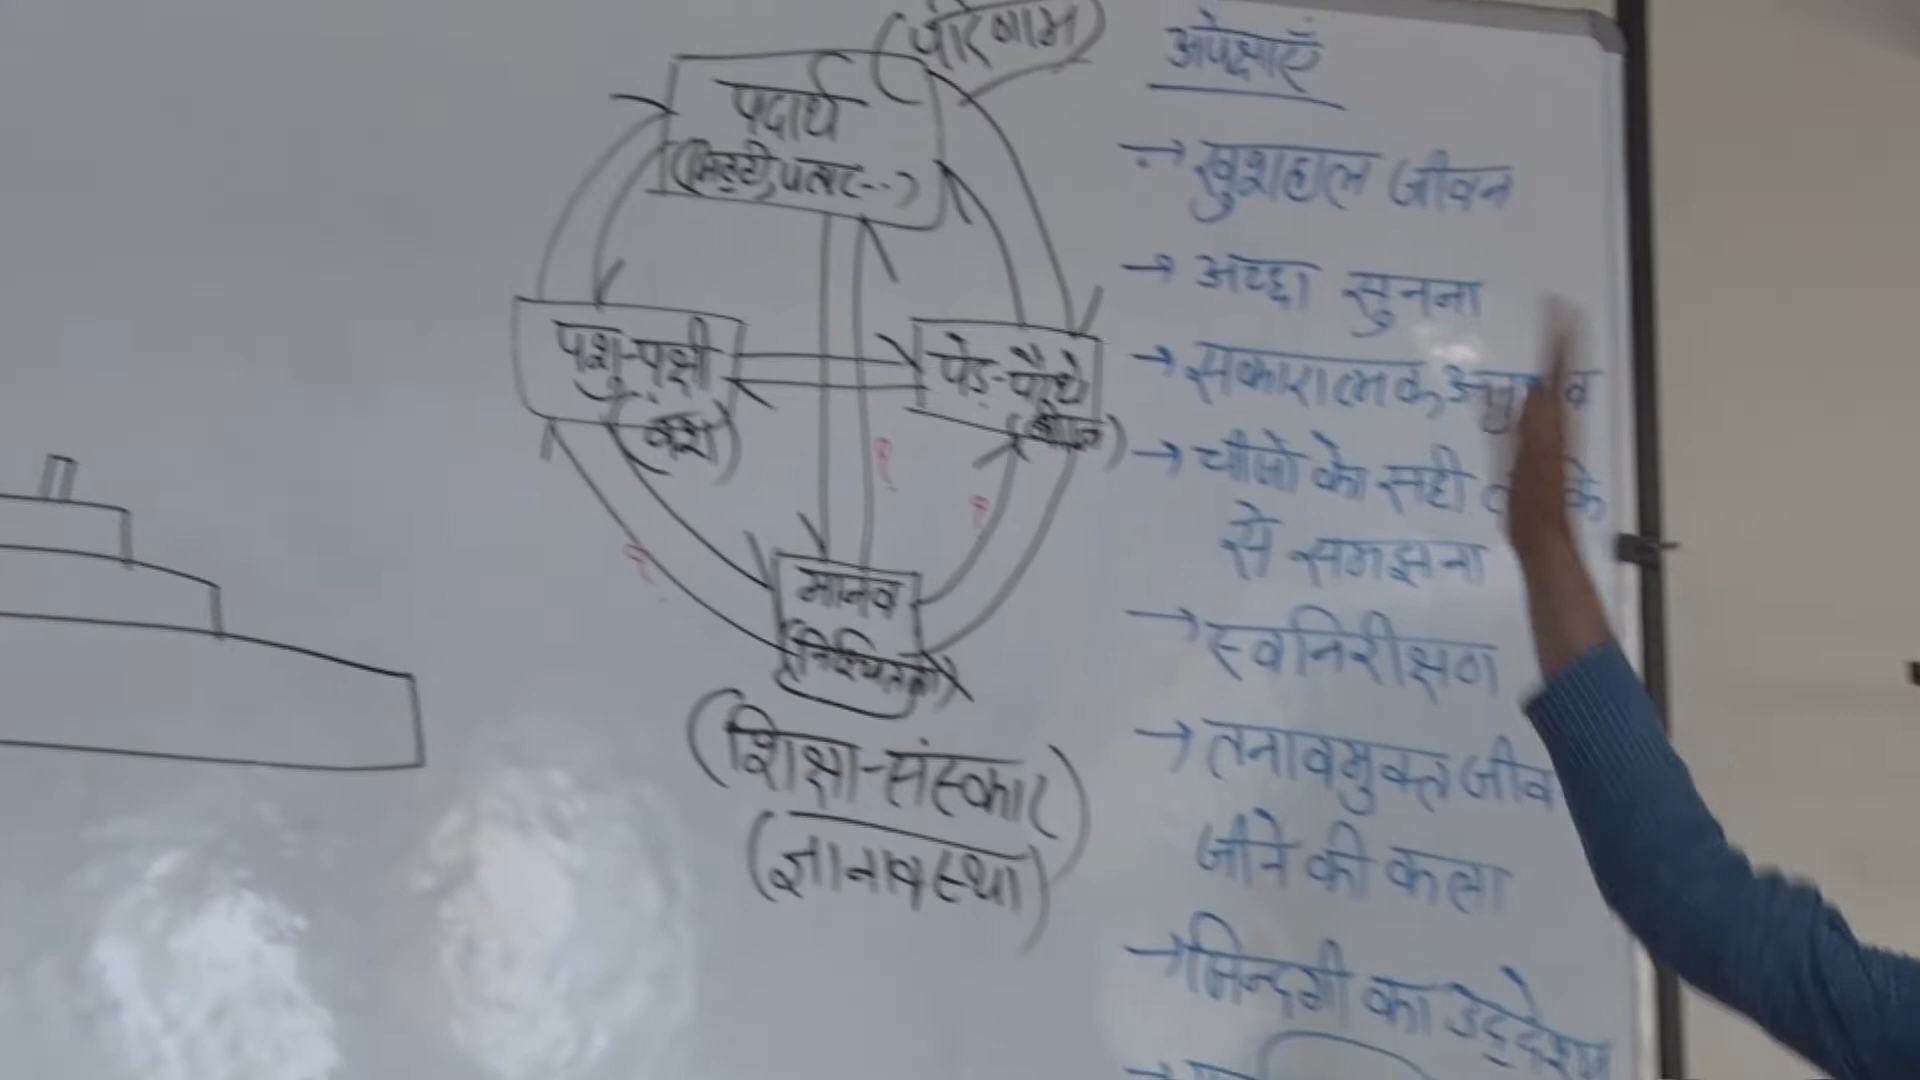 (परिणाम)
पदार्थ
(मिट्टी, पत्थर--)
पशु-पक्षी
(वंश)
पेड़-पौधे
मानव
शिक्षा-संस्कार
(ज्ञानावस्था)
अपेक्षाएँ
→ खुशहाल जीवन
→ अच्छा सुनना
→ सकारात्मक
→ चीजों को सही
से समझना
→ स्वनिरीक्षण
→ तनावमुक्त
जीने की कला
→ जिन्दगी का उद्देश्य